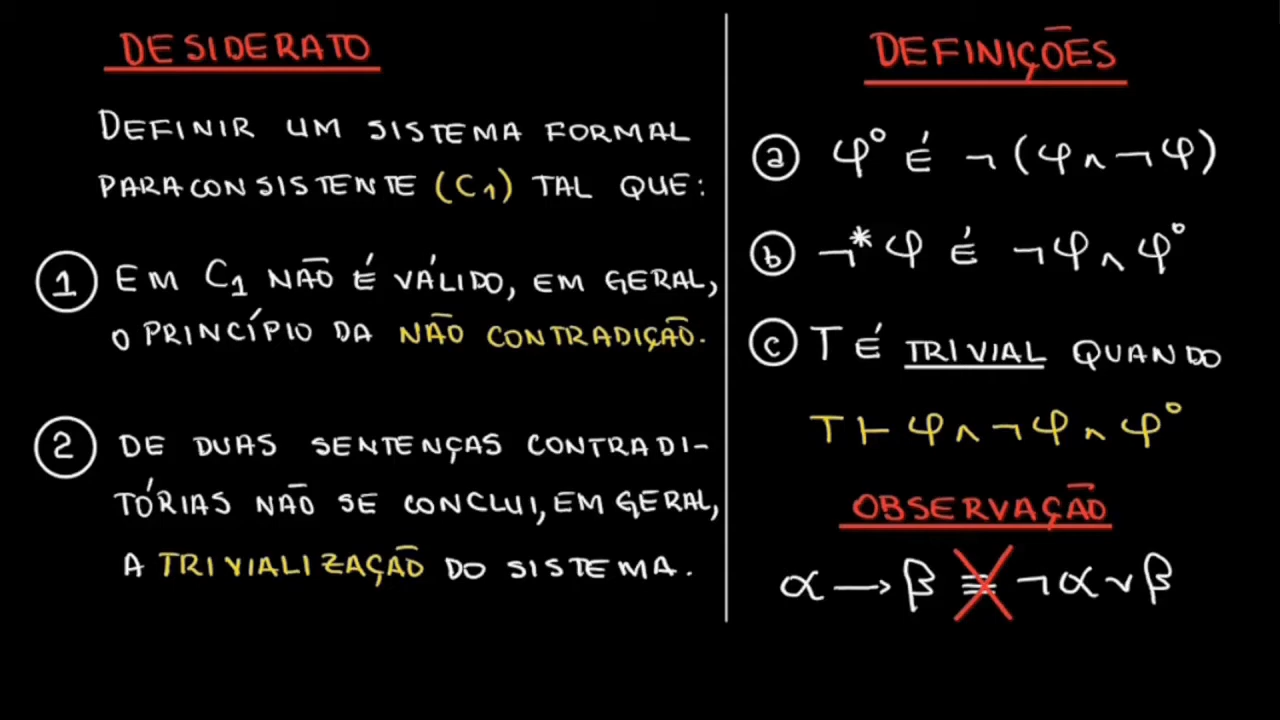 DESIDERATO
DEFINIR UM SISTEMA FORMAL
PARACONSISTENTE (C₁) TAL QUE:
1 EM C₁ NÃO É VÁLIDO, EM GERAL,
O PRINCÍPIO DA NÃO CONTRADIÇÃO.
2 DE DUAS SENTENÇAS CONTRADI-
TÓRIAS NÃO SE CONCLUI, EM GERAL,
A TRIVIALIZAÇÃO DO SISTEMA.
DEFINIÇÕES
a φ° É ¬(φ ∧ ¬φ)
b ¬*φ É ¬φ ∧ φ°
c T É TRIVIAL QUANDO
T ⊢ φ ∧ ¬φ ∧ φ°
OBSERVAÇÃO
α → β ≡ ¬α ∨ β